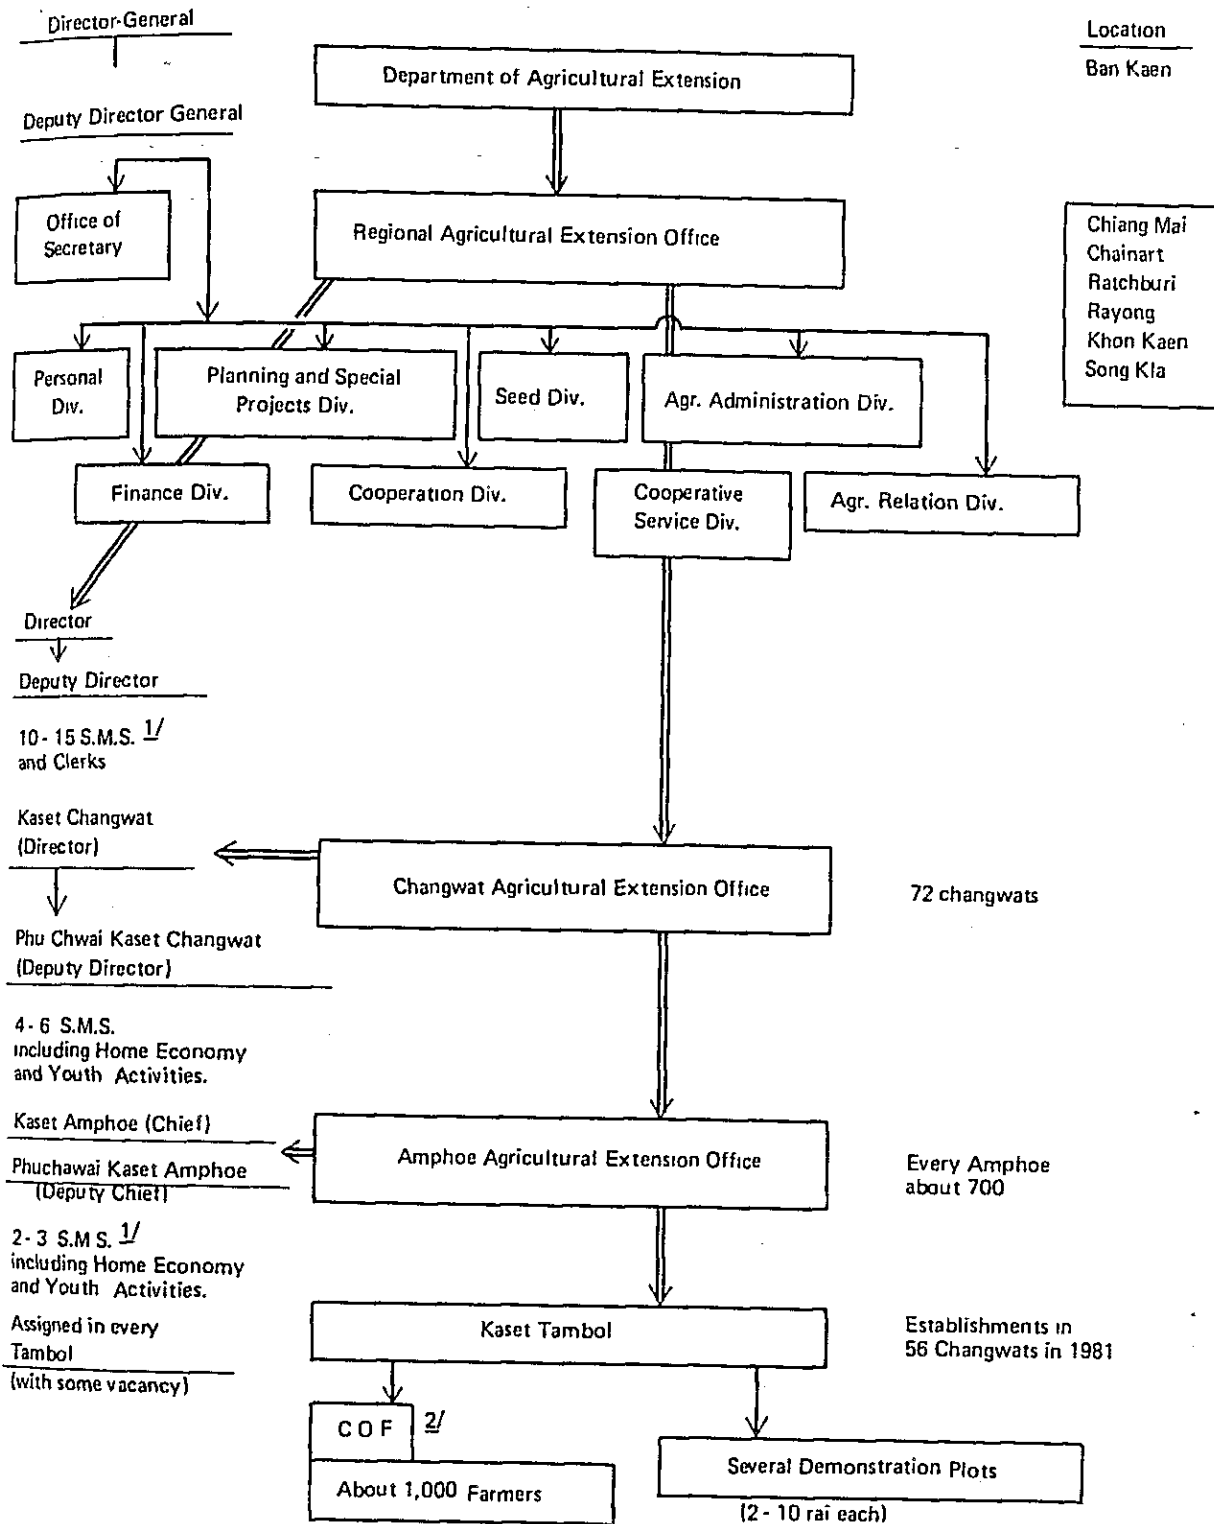 Director-General
Location
Department of Agricultural Extension
Ban Kaen
Deputy Director General
Office of
Secretary
Regional Agricultural Extension Office
Chiang Mai
Chainart
Ratchburi
Rayong
Khon Kaen
Song Kla
Personal
Div.
Planning and Special
Projects Div.
Seed Div.
Agr. Administration Div.
Finance Div.
Cooperation Div.
Cooperative
Service Div.
Agr. Relation Div.
Director
Deputy Director
10 - 15 S.M.S. 1/
and Clerks
Kaset Changwat
(Director)
Changwat Agricultural Extension Office
72 changwats
Phu Chwai Kaset Changwat
(Deputy Director)
4 - 6 S.M.S.
including Home Economy
and Youth Activities.
Kaset Amphoe (Chief)
Phuchawai Kaset Amphoe
(Deputy Chief)
Amphoe Agricultural Extension Office
Every Amphoe
about 700
2 - 3 S.M S. 1/
including Home Economy
and Youth Activities.
Assigned in every
Tambol
(with some vacancy)
Kaset Tambol
Establishments in
56 Changwats in 1981
C O F 2/
About 1,000 Farmers
Several Demonstration Plots
(2 - 10 rai each)